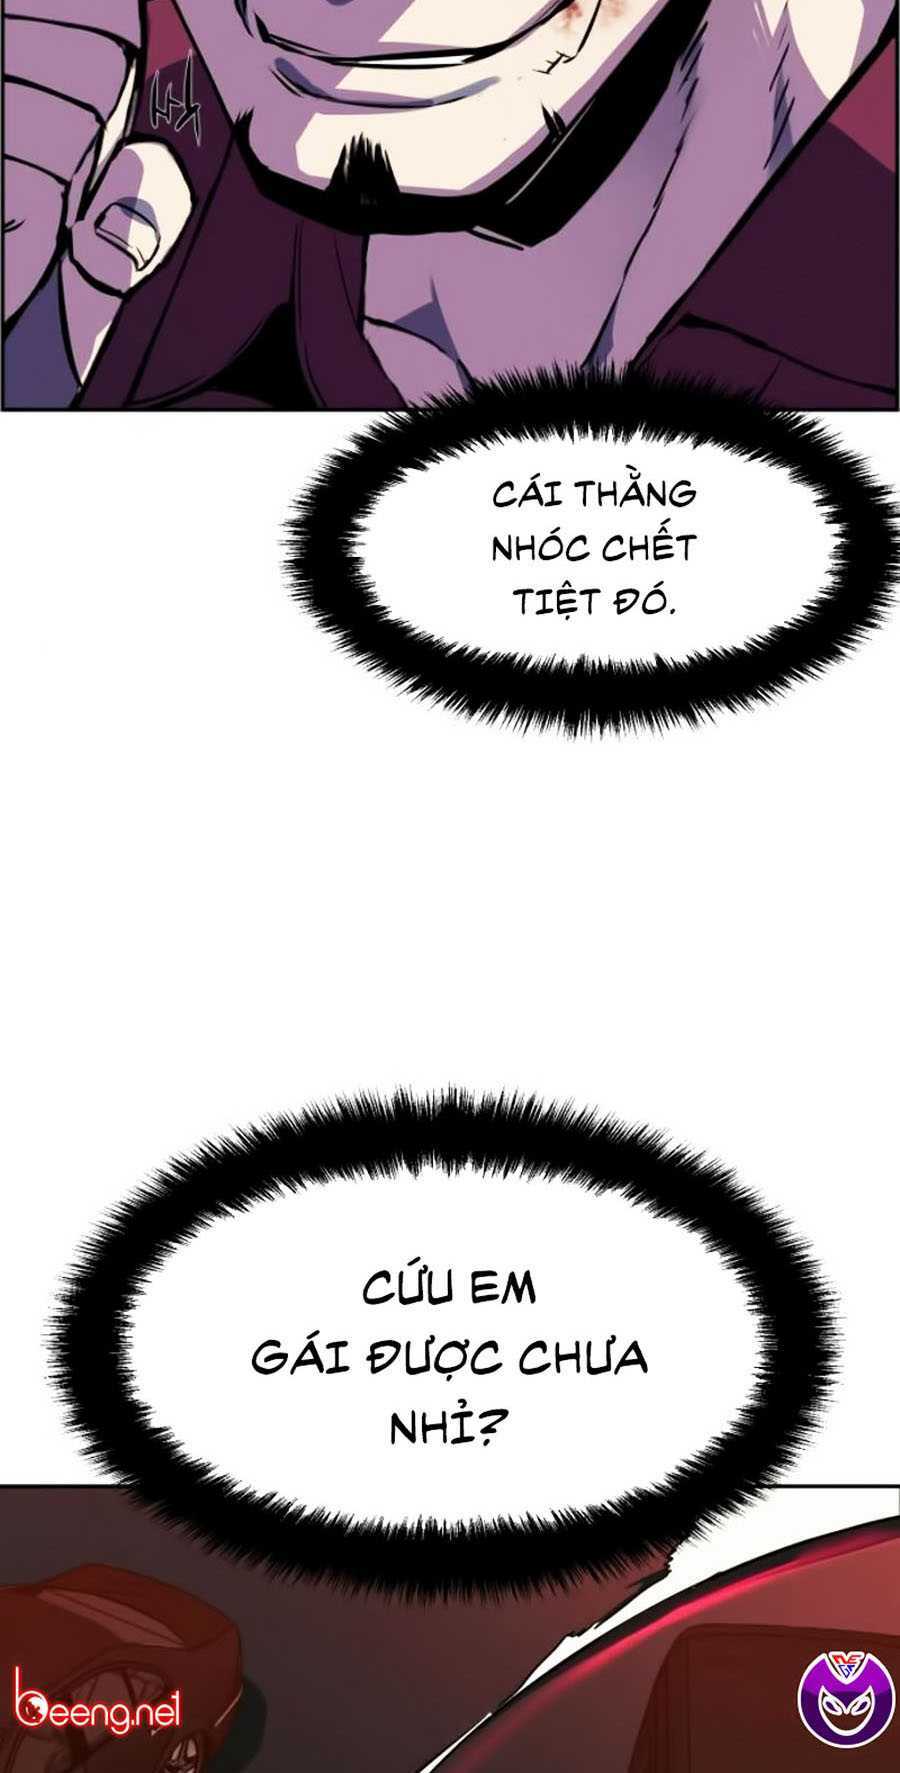 CÁI THẰNG
NHÓC CHẾT
TIỆT ĐÓ.
CỨU EM
GÁI ĐƯỢC CHƯA
NHỈ?
beeng.net